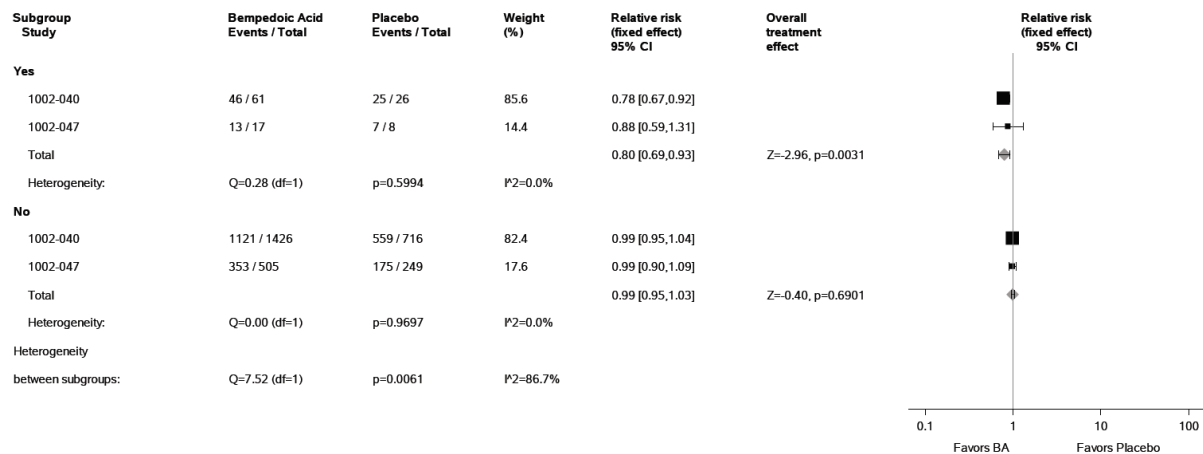 Subgroup Bempedoic Acid Placebo Weight Relative risk Overall Relative risk
Study Events / Total Events / Total (%) (fixed effect) treatment (fixed effect)
95% CI effect 95% CI
Yes
1002-040 46 / 61 25 / 26 85.6 0.78 [0.67,0.92]
1002-047 13 / 17 7 / 8 14.4 0.88 [0.59,1.31]
Total 0.80 [0.69,0.93] Z=-2.96, p=0.0031
Heterogeneity: Q=0.28 (df=1) p=0.5994 I^2=0.0%
No
1002-040 1121 / 1426 559 / 716 82.4 0.99 [0.95,1.04]
1002-047 353 / 505 175 / 249 17.6 0.99 [0.90,1.09]
Total 0.99 [0.95,1.03] Z=-0.40, p=0.6901
Heterogeneity: Q=0.00 (df=1) p=0.9697 I^2=0.0%
Heterogeneity
between subgroups: Q=7.52 (df=1) p=0.0061 I^2=86.7%
0.1 1 10 100
Favors BA Favors Placebo